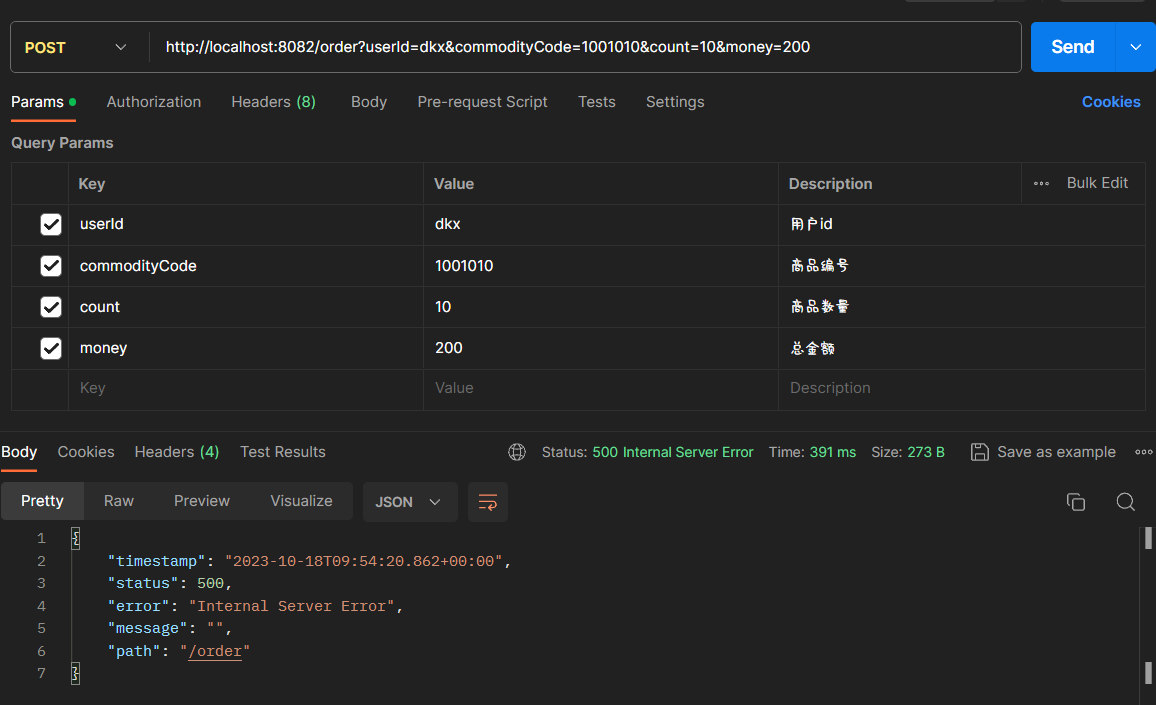 POST http://localhost:8082/order?userId=dkx&commodityCode=1001010&count=10&money=200 Send
Params Authorization Headers (8) Body Pre-request Script Tests Settings Cookies
Query Params
Key Value Description Bulk Edit
userId dkx 用户id
commodityCode 1001010 商品编号
count 10 商品数量
money 200 总金额
Key Value Description
Body Cookies Headers (4) Test Results Status: 500 Internal Server Error Time: 391 ms Size: 273 B Save as example
Pretty Raw Preview Visualize JSON
1 {
2 "timestamp": "2023-10-18T09:54:20.862+00:00",
3 "status": 500,
4 "error": "Internal Server Error",
5 "message": "",
6 "path": "/order"
7 }